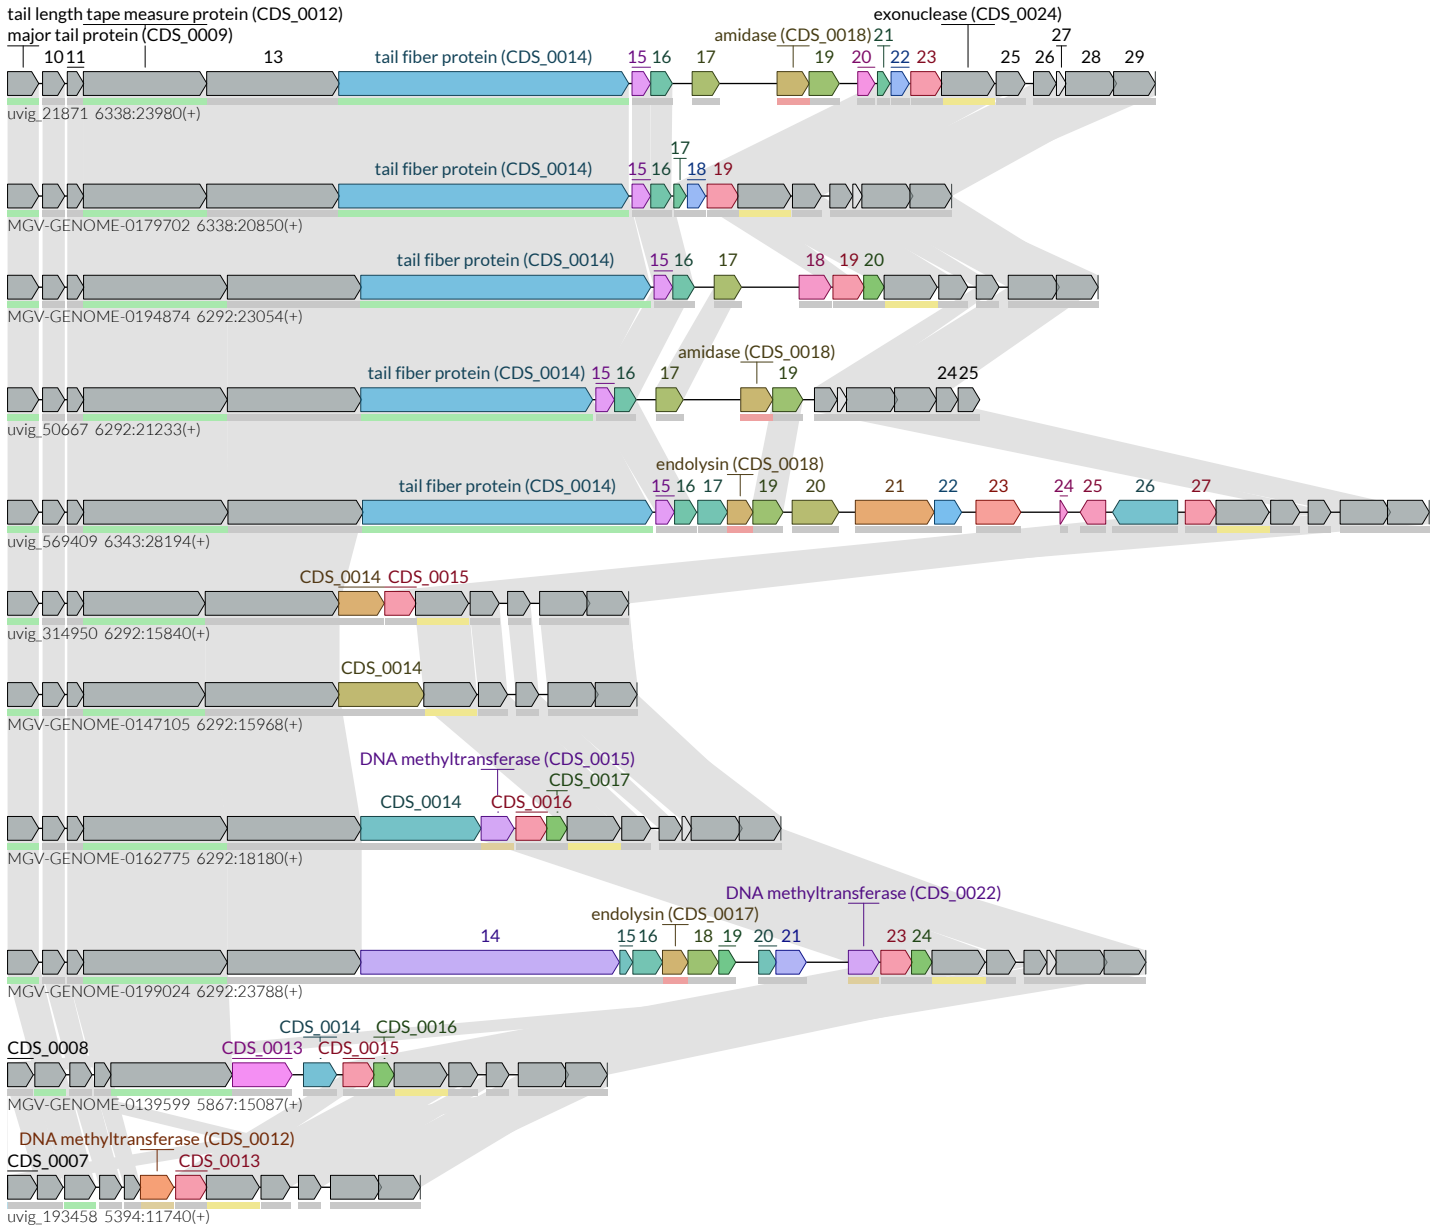 tail length tape measure protein (CDS_0012) exonuclease (CDS_0024)
major tail protein (CDS_0009) amidase (CDS_0018) 21 27
10 11 13 tail fiber protein (CDS_0014) 15 16 17 19 20 22 23 25 26 28 29
uvig_21871 6338:23980(+)
17
tail fiber protein (CDS_0014) 15 16 18 19
MGV-GENOME-0179702 6338:20850(+)
tail fiber protein (CDS_0014) 15 16 17 18 19 20
MGV-GENOME-0194874 6292:23054(+)
amidase (CDS_0018)
tail fiber protein (CDS_0014) 15 16 17 19 24 25
uvig_50667 6292:21233(+)
endolysin (CDS_0018)
tail fiber protein (CDS_0014) 15 16 17 19 20 21 22 23 24 25 26 27
uvig_569409 6343:28194(+)
CDS_0014 CDS_0015
uvig_314950 6292:15840(+)
CDS_0014
MGV-GENOME-0147105 6292:15968(+)
DNA methyltransferase (CDS_0015)
CDS_0017
CDS_0014 CDS_0016
MGV-GENOME-0162775 6292:18180(+)
DNA methyltransferase (CDS_0022)
endolysin (CDS_0017)
14 15 16 18 19 20 21 23 24
MGV-GENOME-0199024 6292:23788(+)
CDS_0014 CDS_0016
CDS_0008 CDS_0013 CDS_0015
MGV-GENOME-0139599 5867:15087(+)
DNA methyltransferase (CDS_0012)
CDS_0007 CDS_0013
uvig_193458 5394:11740(+)